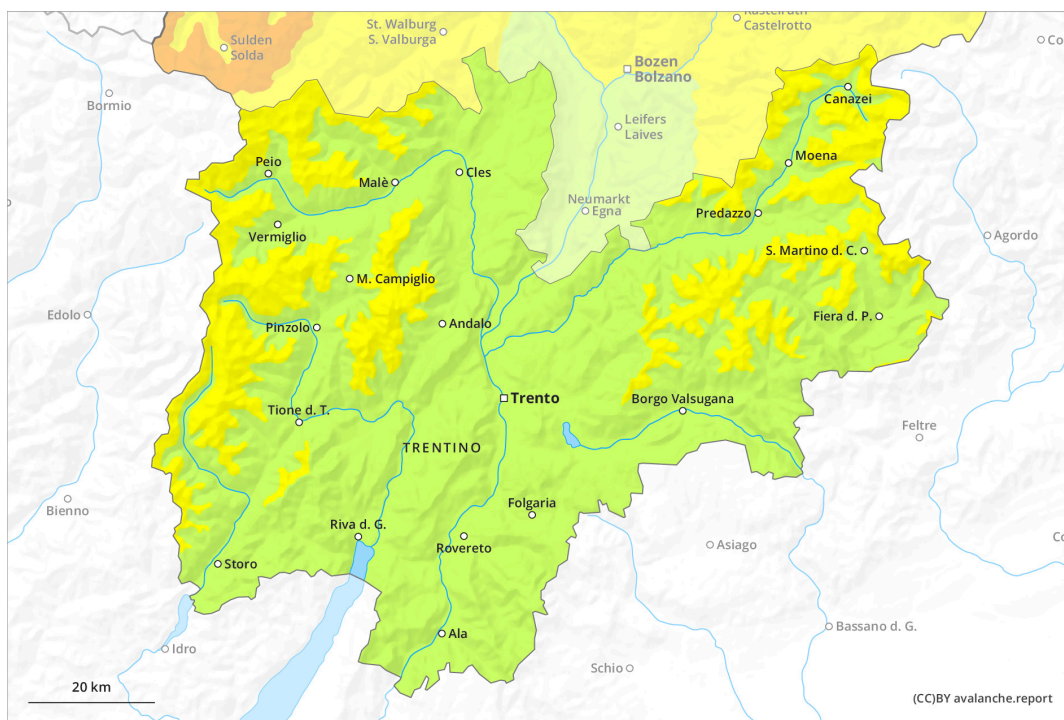 Kastelruth
Castelrotto
St. Walburg
S. Valburga
Sulden
Solda
Co
Bozen
Bolzano
Bormio
Canazei
Leifers
Laives
Moena
Peio
Malè
Cles
Neumarkt
Egna
Predazzo
Vermiglio
Agordo
S. Martino d. C.
M. Campiglio
Edolo
Pinzolo
Andalo
Fiera d. P.
Trento
Borgo Valsugana
Tione d. T.
Feltre
TRENTINO
Bienno
Folgaria
Riva d. G.
Rovereto
Asiago
Co
Storo
Ala
Bassano d. G.
Idro
Schio
20 km
(CC)BY avalanche.report